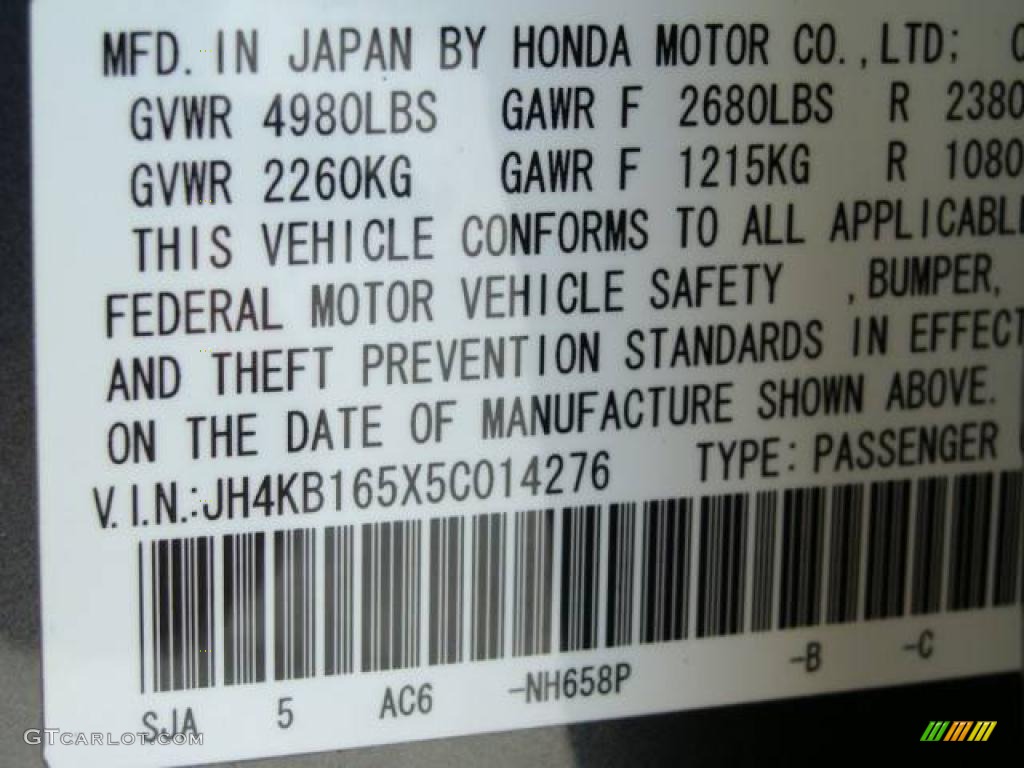 MFD. IN JAPAN BY HONDA MOTOR CO., LTD;
GVWR 4980LBS GAWR F 2680LBS R 2380
GVWR 2260KG GAWR F 1215KG R 1080
THIS VEHICLE CONFORMS TO ALL APPLICABL
FEDERAL MOTOR VEHICLE SAFETY , BUMPER,
AND THEFT PREVENTION STANDARDS IN EFFECT
ON THE DATE OF MANUFACTURE SHOWN ABOVE.
V.I.N.:JH4KB165X5C014276 TYPE: PASSENGER
SJA 5 AC6 -NH658P -B -C
GTCARLOT.COM